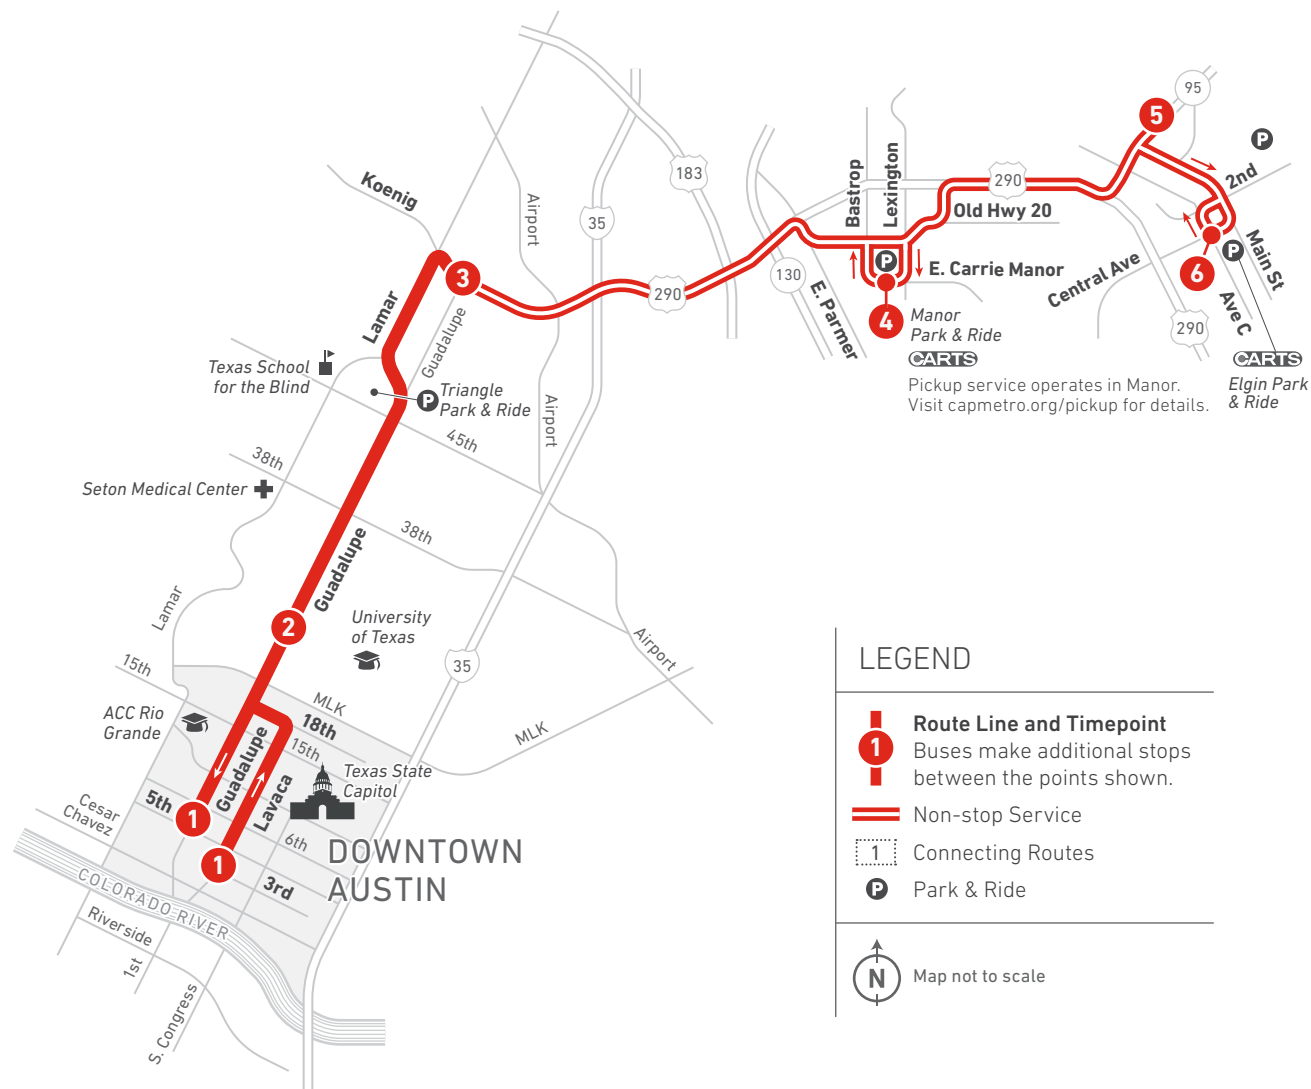 95
5
183
Koenig
Airport
35
Bastrop
Lexington
290
2nd
Old Hwy 20
3
290
130
E. Parmer
E. Carrie Manor
Central Ave
Main St
6
Ave C
290
4
Manor
Park & Ride
CARTS
Pickup service operates in Manor.
Visit capmetro.org/pickup for details.
P
P
P
CARTS
Elgin Park
& Ride
Lamar
Guadalupe
Texas School
for the Blind
P
Triangle
Park & Ride
Airport
45th
38th
Seton Medical Center
38th
Guadalupe
Lamar
2
University
of Texas
Airport
35
15th
MLK
18th
MLK
ACC Rio
Grande
15th
Guadalupe
Lavaca
Texas State
Capitol
5th
1
Cesar
Chavez
6th
1
3rd
DOWNTOWN
AUSTIN
COLORADO RIVER
Riverside
1st
S. Congress
LEGEND
1
Route Line and Timepoint
Buses make additional stops
between the points shown.
Non-stop Service
1
Connecting Routes
P
Park & Ride
N
Map not to scale